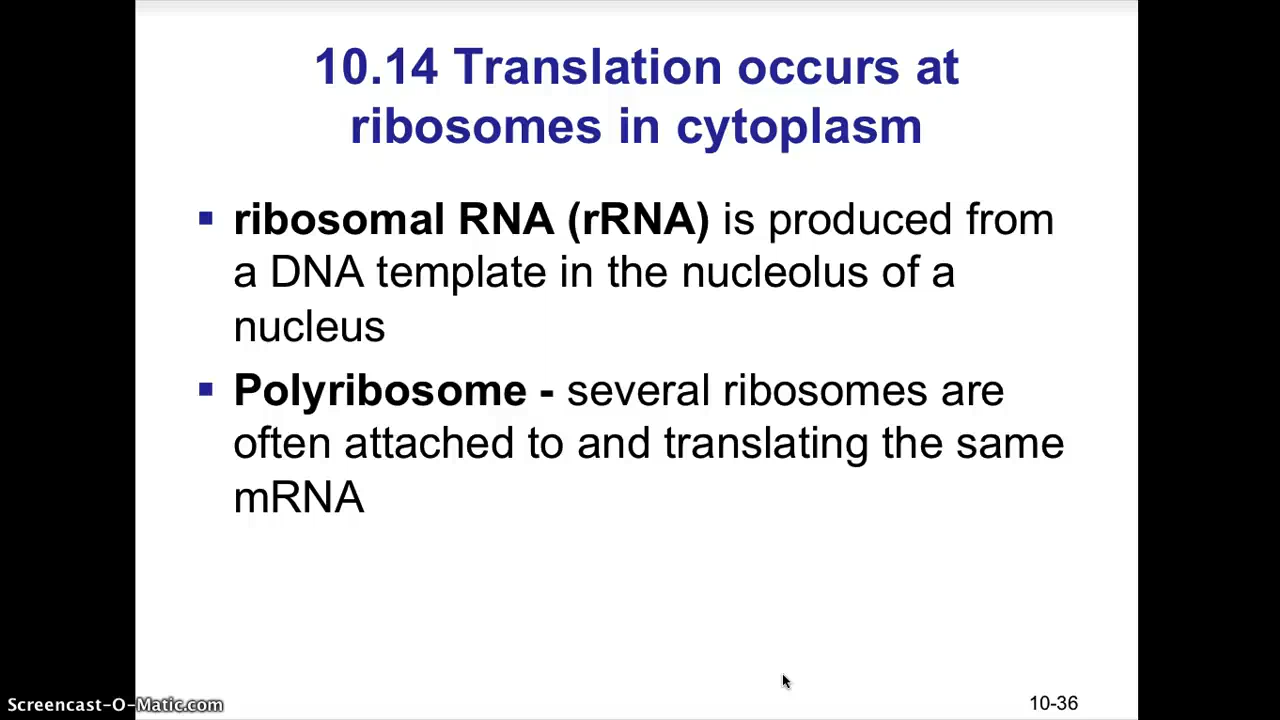 10.14 Translation occurs at
ribosomes in cytoplasm
▪ ribosomal RNA (rRNA) is produced from
a DNA template in the nucleolus of a
nucleus
▪ Polyribosome - several ribosomes are
often attached to and translating the same
mRNA
Screencast-O-Matic.com
10-36